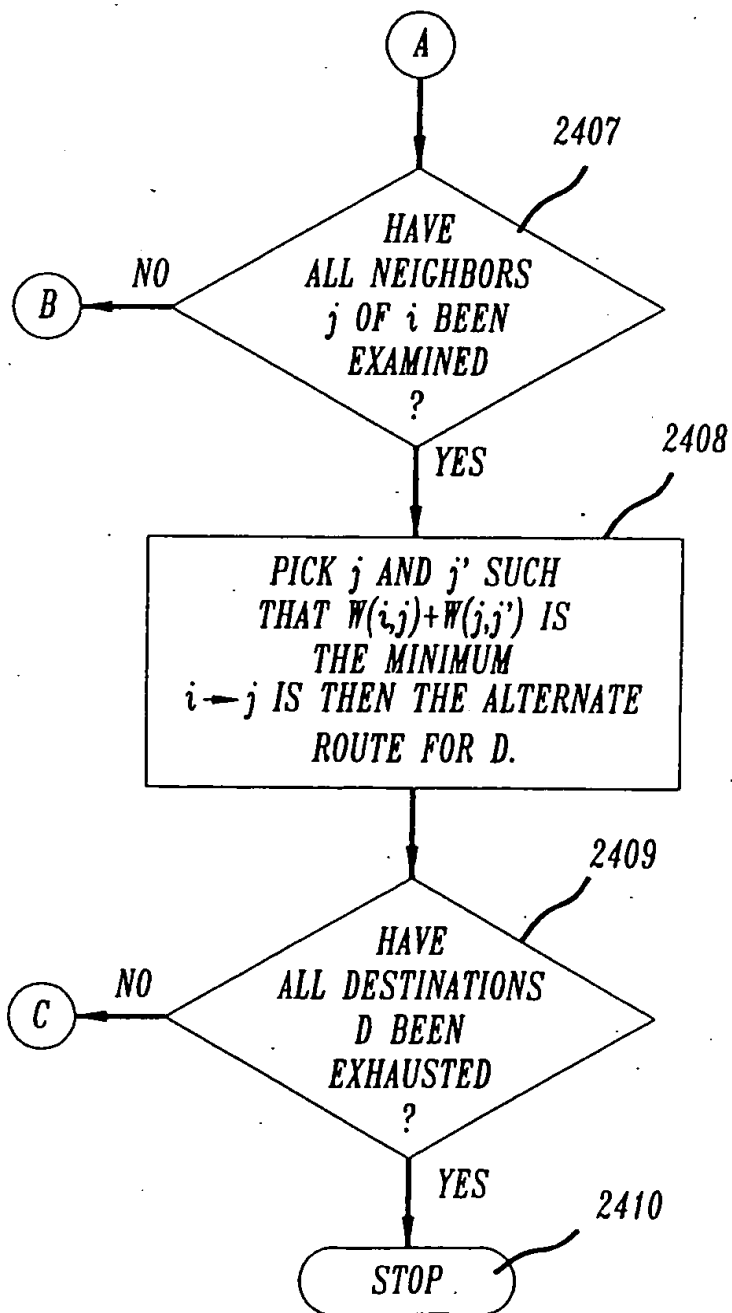 A
2407
HAVE
ALL NEIGHBORS
j OF i BEEN
EXAMINED
?
NO
B
YES
2408
PICK j AND j' SUCH
THAT W(i,j)+W(j,j') IS
THE MINIMUM
i→j IS THEN THE ALTERNATE
ROUTE FOR D.
2409
HAVE
ALL DESTINATIONS
D BEEN
EXHAUSTED
?
NO
C
YES
2410
STOP